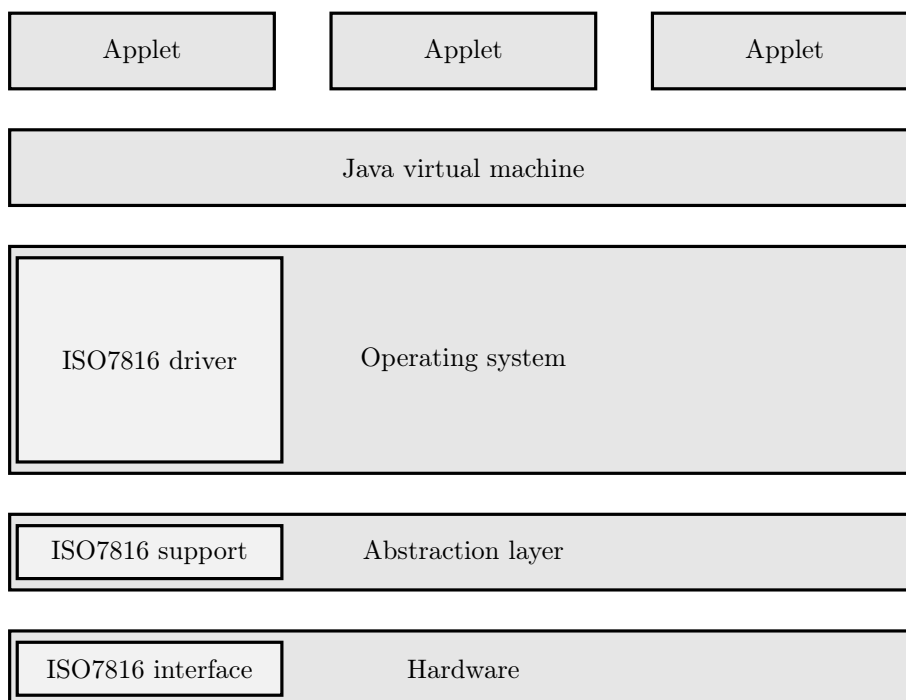 Applet
Applet
Applet
Java virtual machine
ISO7816 driver
Operating system
ISO7816 support
Abstraction layer
ISO7816 interface
Hardware